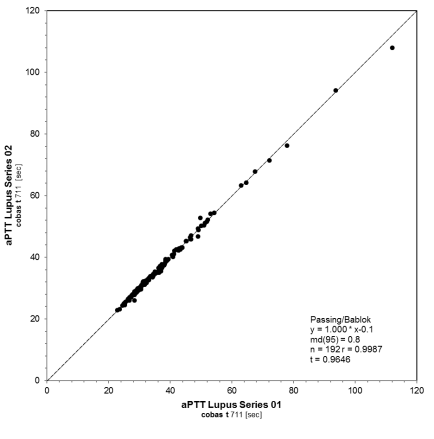 120
100
80
60
40
20
0
aPTT Lupus Series 02
cobas t 711 [sec]
Passing/Bablok
y = 1.000 * x-0.1
md(95) = 0.8
n = 192 r = 0.9987
t = 0.9646
0 20 40 60 80 100 120
aPTT Lupus Series 01
cobas t 711 [sec]